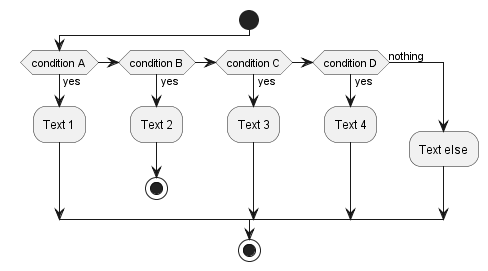 condition A
condition B
condition C
condition D
nothing
yes
yes
yes
yes
Text 1
Text 2
Text 3
Text 4
Text else